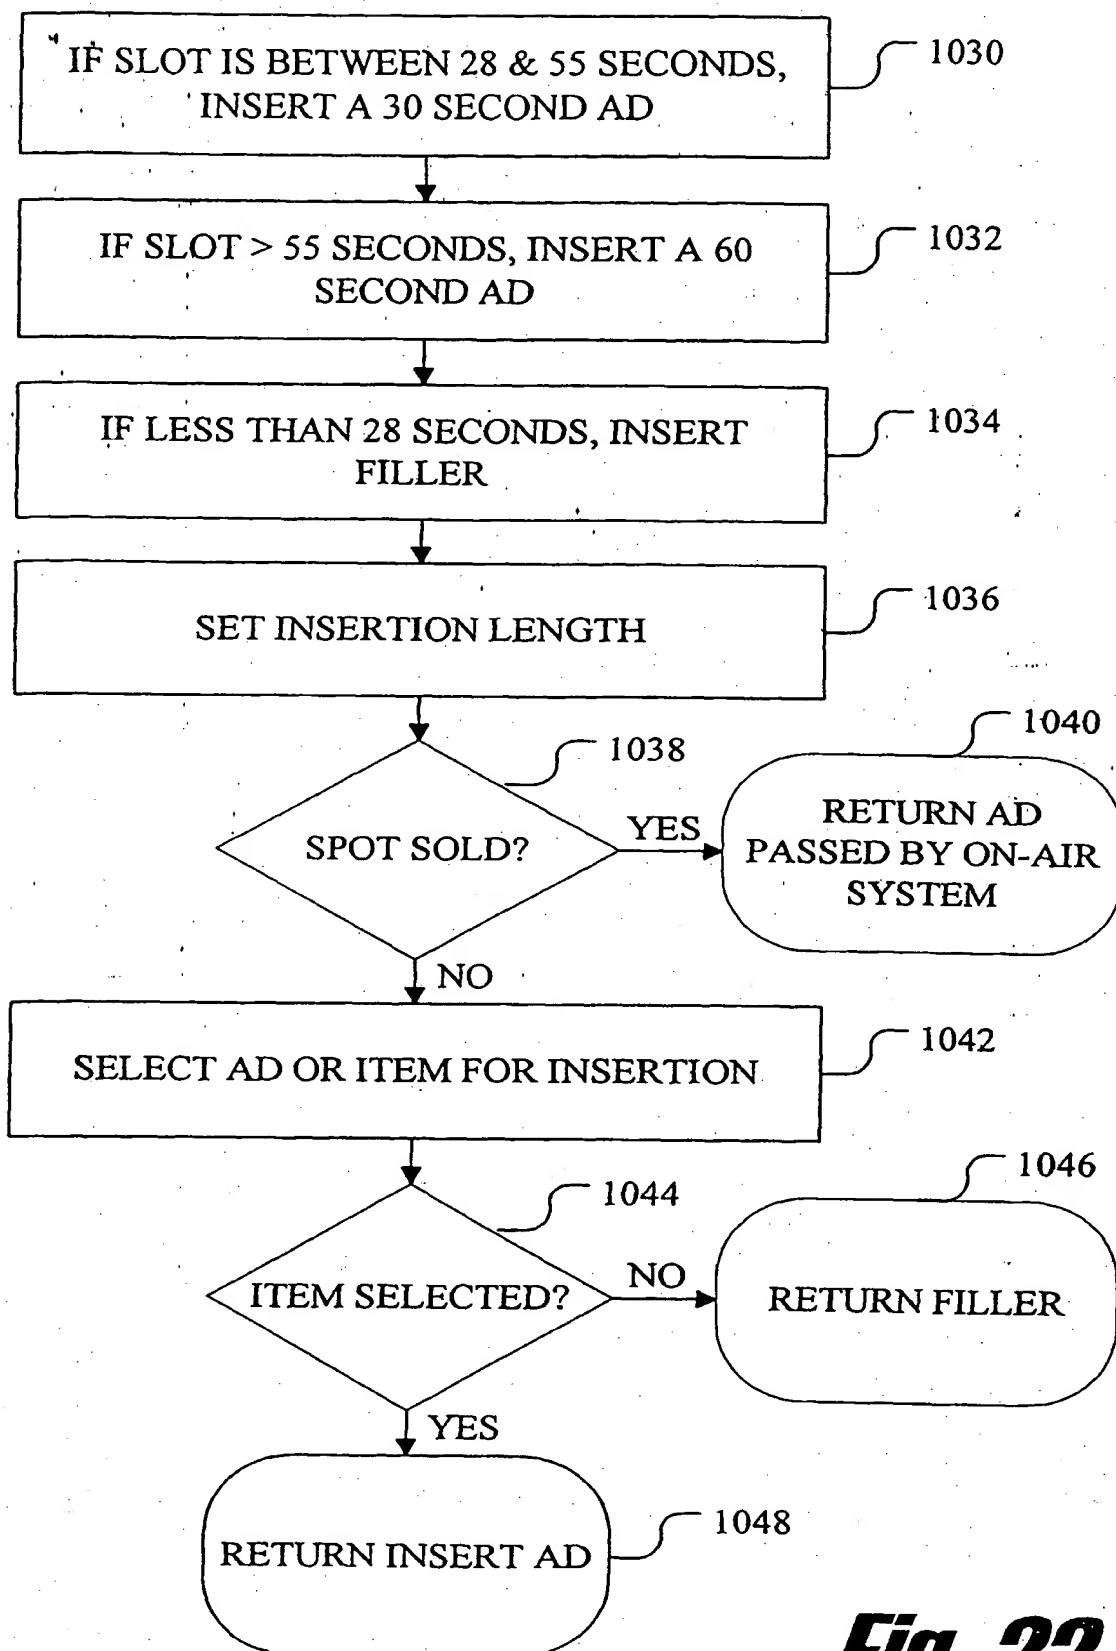 IF SLOT IS BETWEEN 28 & 55 SECONDS,
INSERT A 30 SECOND AD
1030
IF SLOT > 55 SECONDS, INSERT A 60
SECOND AD
1032
IF LESS THAN 28 SECONDS, INSERT
FILLER
1034
SET INSERTION LENGTH
1036
SPOT SOLD?
1038
YES
RETURN AD
PASSED BY ON-AIR
SYSTEM
1040
NO
SELECT AD OR ITEM FOR INSERTION
1042
ITEM SELECTED?
1044
NO
RETURN FILLER
1046
YES
RETURN INSERT AD
1048
Fig. 22